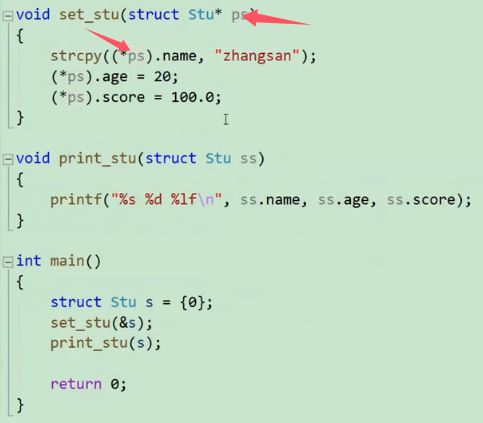 void set_stu(struct Stu* ps)
{
    strcpy((*ps).name, "zhangsan");
    (*ps).age = 20;
    (*ps).score = 100.0;
}
void print_stu(struct Stu ss)
{
    printf("%s %d %lf\n", ss.name, ss.age, ss.score);
}
int main()
{
    struct Stu s = {0};
    set_stu(&s);
    print_stu(s);
    return 0;
}